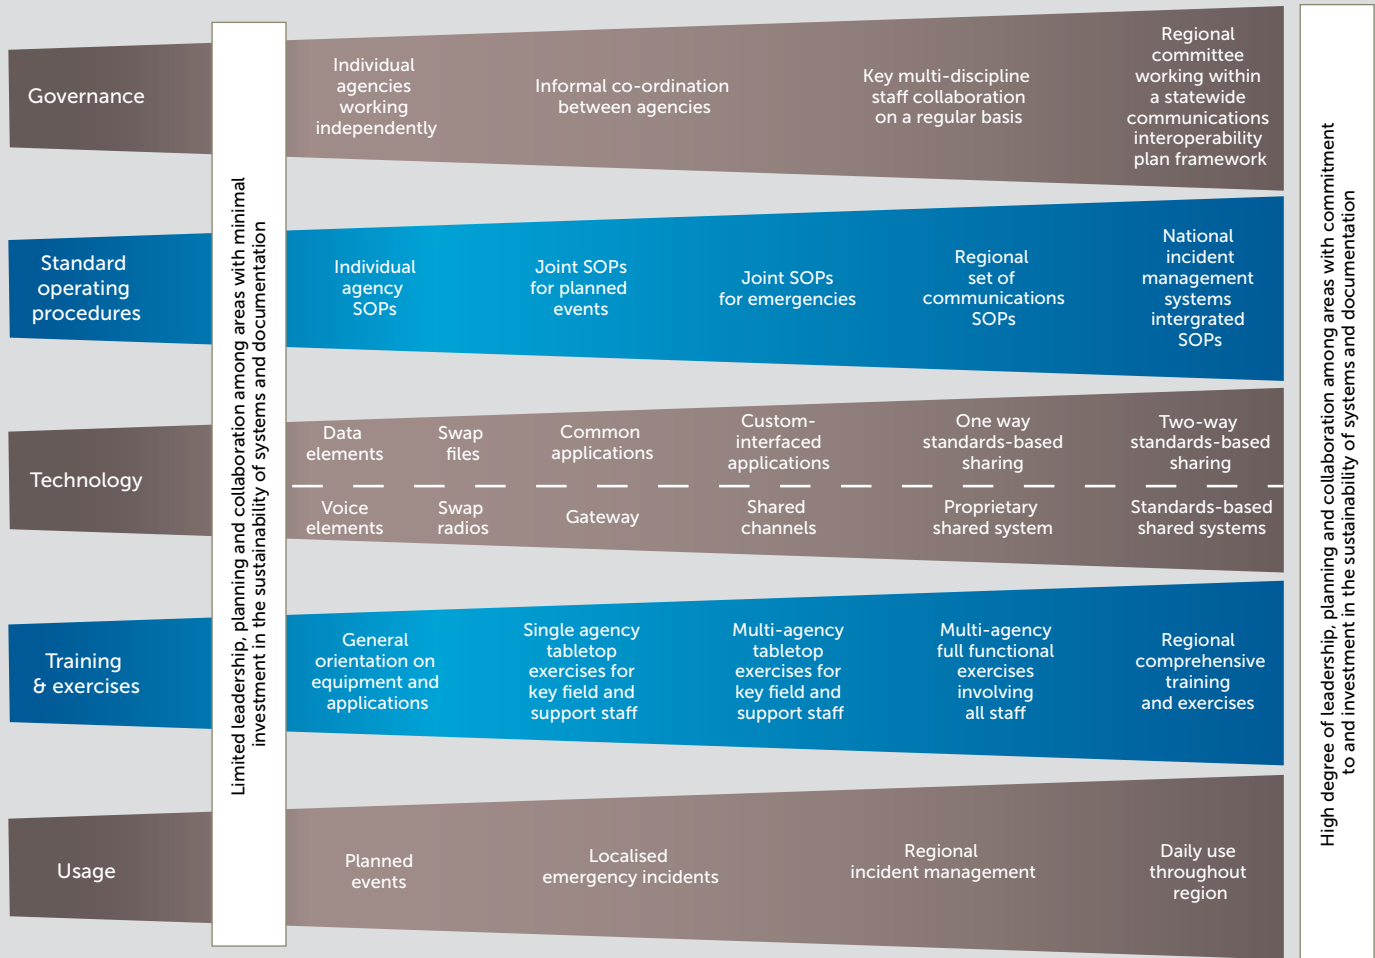 Governance
Limited leadership, planning and collaboration among areas with minimal
investment in the sustainability of systems and documentation
Individual
agencies
working
independently
Informal co-ordination
between agencies
Key multi-discipline
staff collaboration
on a regular basis
Regional
committee
working within
a statewide
communications
interoperability
plan framework
High degree of leadership, planning and collaboration among areas with commitment
to and investment in the sustainability of systems and documentation
Standard
operating
procedures
Individual
agency
SOPs
Joint SOPs
for planned
events
Joint SOPs
for emergencies
Regional
set of
communications
SOPs
National
incident
management
systems
intergrated
SOPs
Technology
Data
elements
Swap
files
Common
applications
Custom-
interfaced
applications
One way
standards-based
sharing
Two-way
standards-based
sharing
Voice
elements
Swap
radios
Gateway
Shared
channels
Proprietary
shared system
Standards-based
shared systems
Training
& exercises
General
orientation on
equipment and
applications
Single agency
tabletop
exercises for
key field and
support staff
Multi-agency
tabletop
exercises for
key field and
support staff
Multi-agency
full functional
exercises
involving
all staff
Regional
comprehensive
training
and exercises
Usage
Planned
events
Localised
emergency incidents
Regional
incident management
Daily use
throughout
region